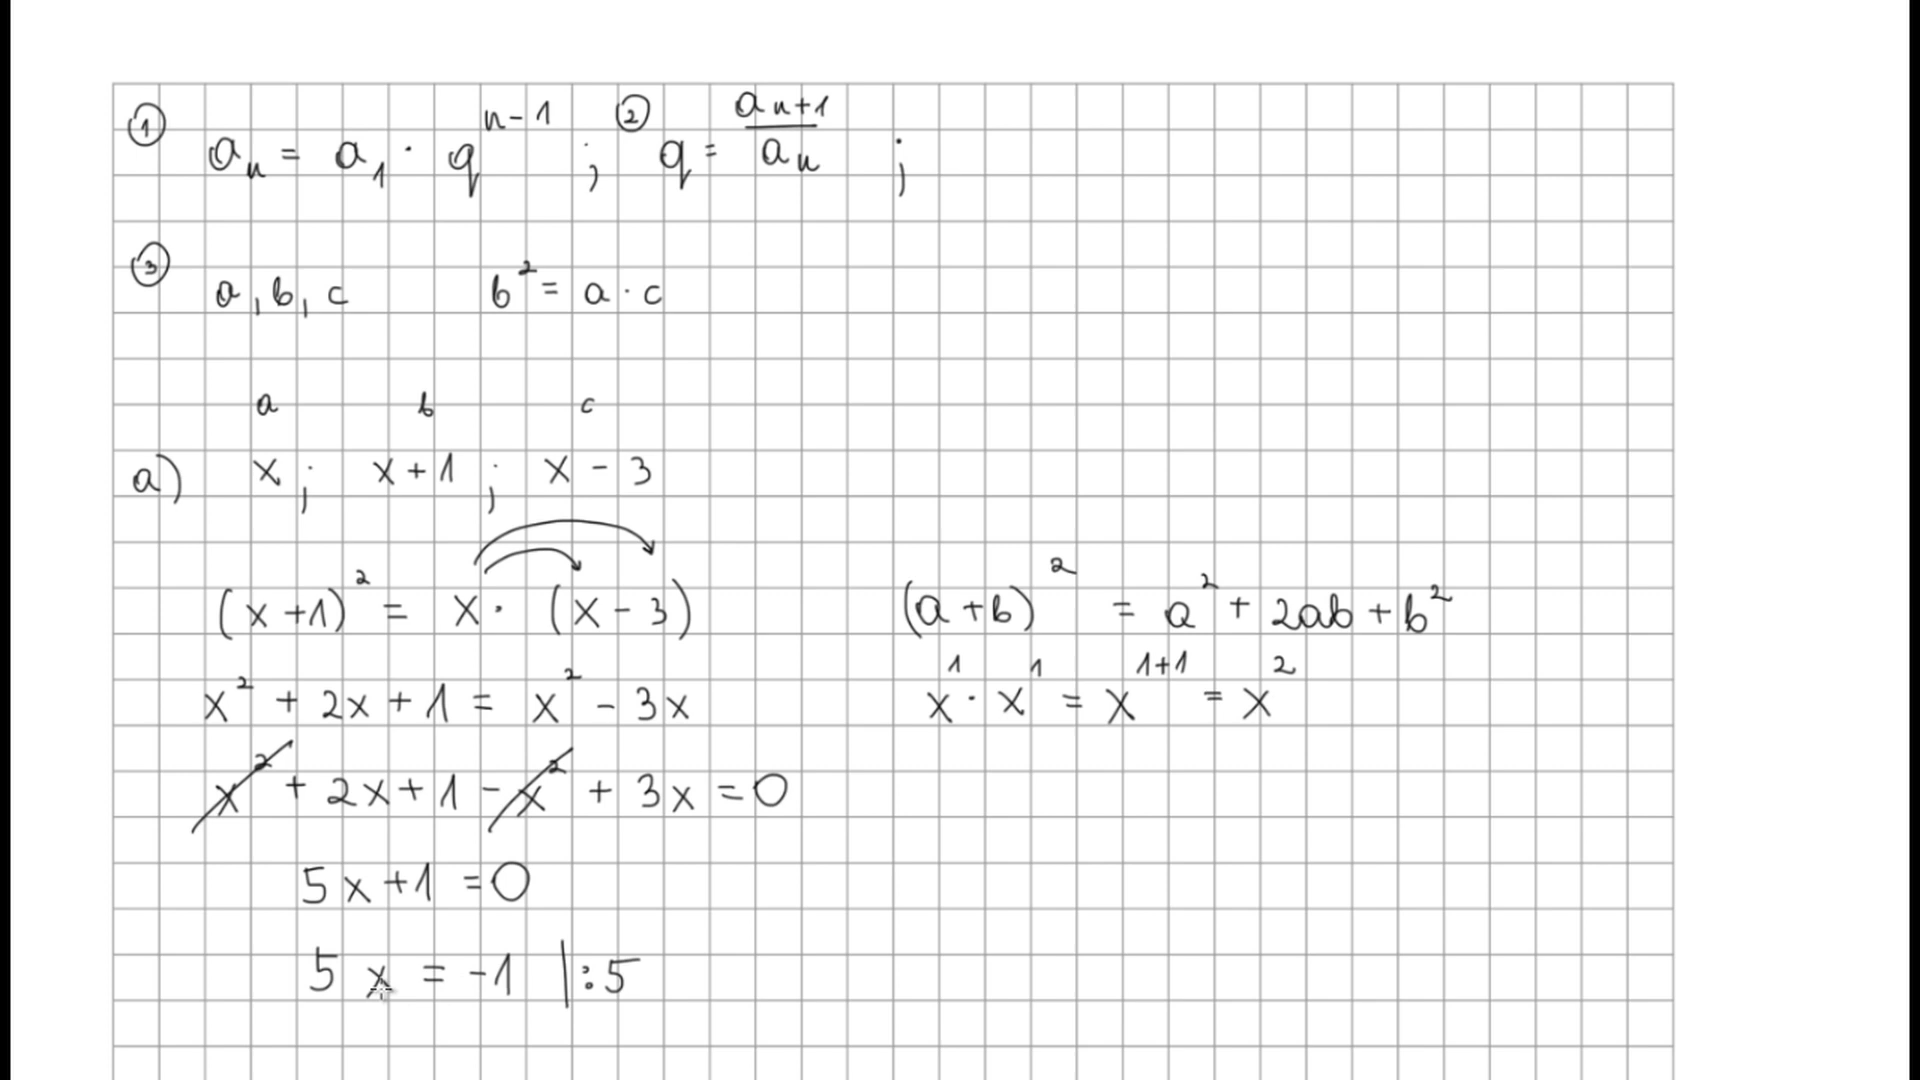 ① aₙ = a₁ · qⁿ⁻¹ ; ② q = aₙ₊₁/aₙ ;
③ a, b, c b² = a · c
a b c
a) x ; x + 1 ; x - 3
(x + 1)² = x · (x - 3) (a + b)² = a² + 2ab + b²
x² + 2x + 1 = x² - 3x x¹ · x¹ = x¹⁺¹ = x²
x² + 2x + 1 - x² + 3x = 0
5x + 1 = 0
5x = -1 |:5